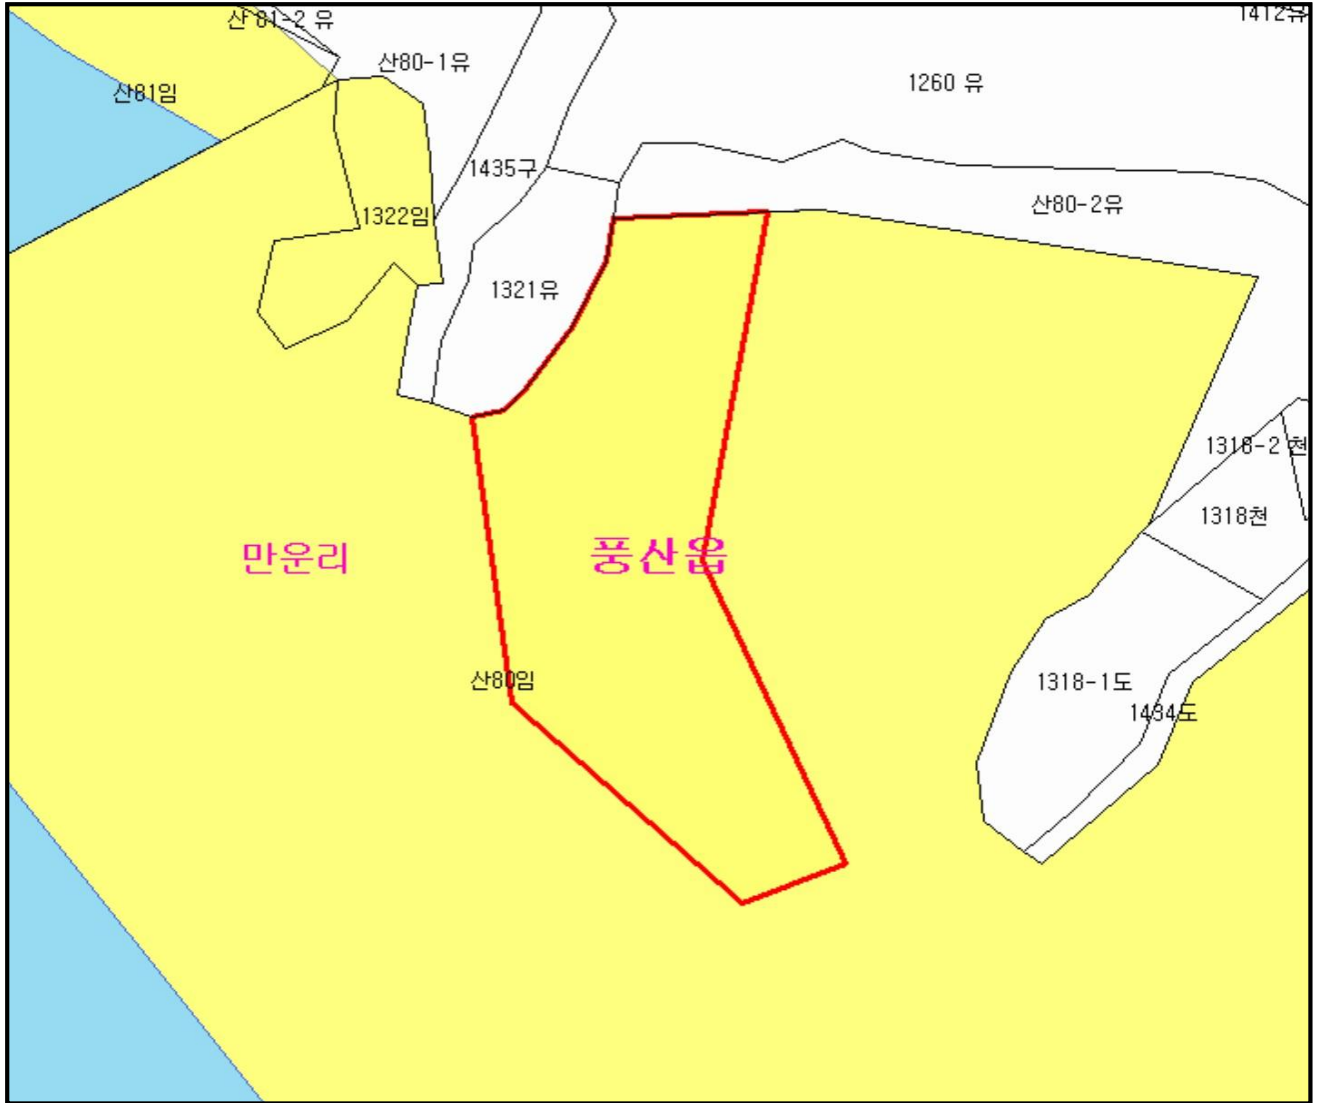 산 81-2 유
1412유
산80-1유
산81임
1260 유
1435구
산80-2유
1322임
1321유
1318-2 천
1318천
만운리
풍산읍
산80임
1318-1도
1434도